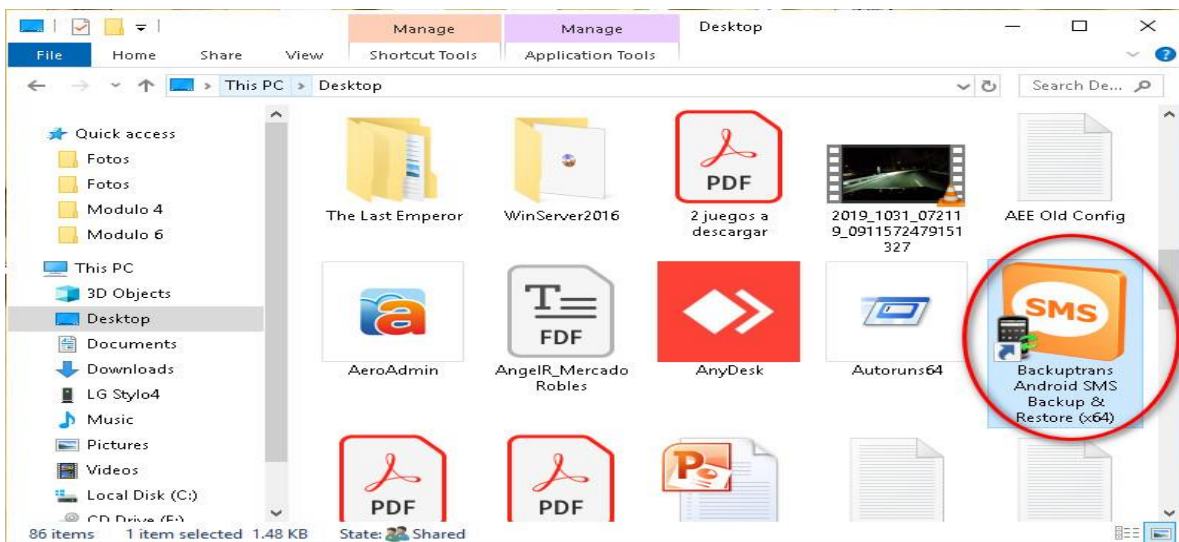 Manage
Manage
Desktop
File
Home
Share
View
Shortcut Tools
Application Tools
This PC
Desktop
Search De...
Quick access
Fotos
Fotos
Modulo 4
Modulo 6
This PC
3D Objects
Desktop
Documents
Downloads
LG Stylo4
Music
Pictures
Videos
Local Disk (C:)
CD Drive (F:)
The Last Emperor
WinServer2016
PDF
2 juegos a
descargar
2019_1031_07211
9_0911572479151
327
AEE Old Config
a
AeroAdmin
T
FDF
AngelR_Mercado
Robles
AnyDesk
Autoruns64
SMS
Backuptrans
Android SMS
Backup &
Restore (x64)
PDF
PDF
P
86 items
1 item selected 1.48 KB
State:
Shared